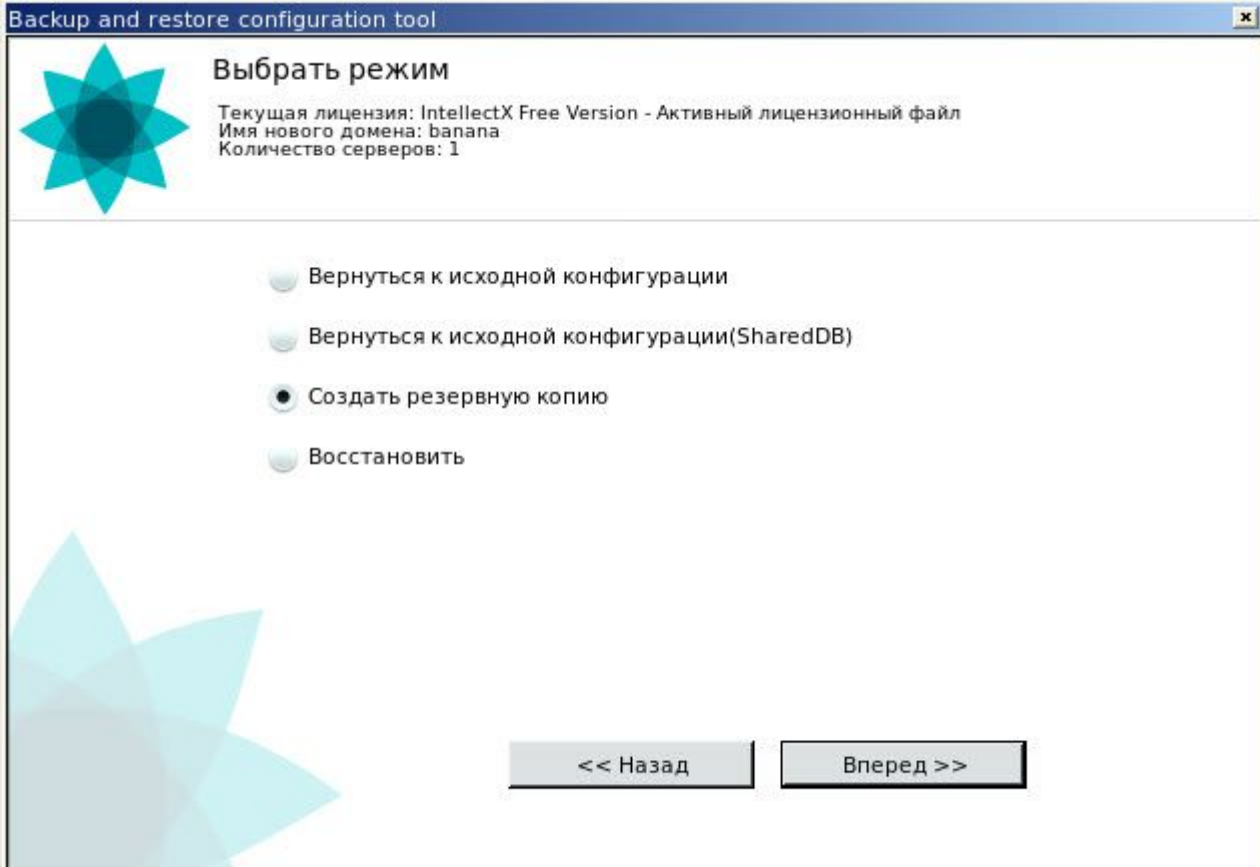 Backup and restore configuration tool
Выбрать режим
Текущая лицензия: IntellectX Free Version - Активный лицензионный файл
Имя нового домена: banana
Количество серверов: 1
Вернуться к исходной конфигурации
Вернуться к исходной конфигурации(SharedDB)
Создать резервную копию
Восстановить
<< Назад
Вперед >>